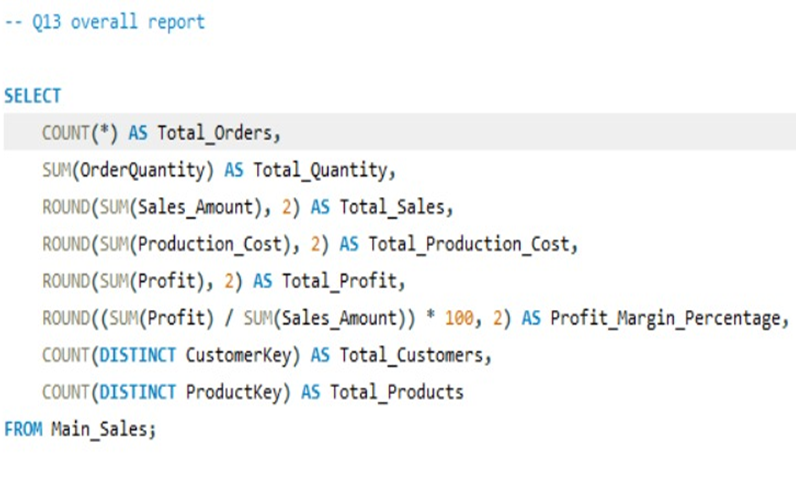 -- Q13 overall report
SELECT
COUNT(*) AS Total_Orders,
SUM(OrderQuantity) AS Total_Quantity,
ROUND(SUM(Sales_Amount), 2) AS Total_Sales,
ROUND(SUM(Production_Cost), 2) AS Total_Production_Cost,
ROUND(SUM(Profit), 2) AS Total_Profit,
ROUND((SUM(Profit) / SUM(Sales_Amount)) * 100, 2) AS Profit_Margin_Percentage,
COUNT(DISTINCT CustomerKey) AS Total_Customers,
COUNT(DISTINCT ProductKey) AS Total_Products
FROM Main_Sales;